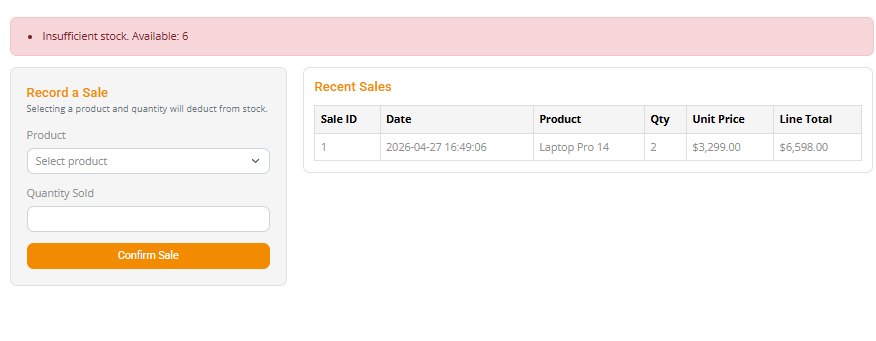 Insufficient stock. Available: 6
Record a Sale
Selecting a product and quantity will deduct from stock.
Product
Select product
Quantity Sold
Confirm Sale
Recent Sales
Sale ID Date Product Qty Unit Price Line Total
1 2026-04-27 16:49:06 Laptop Pro 14 2 $3,299.00 $6,598.00